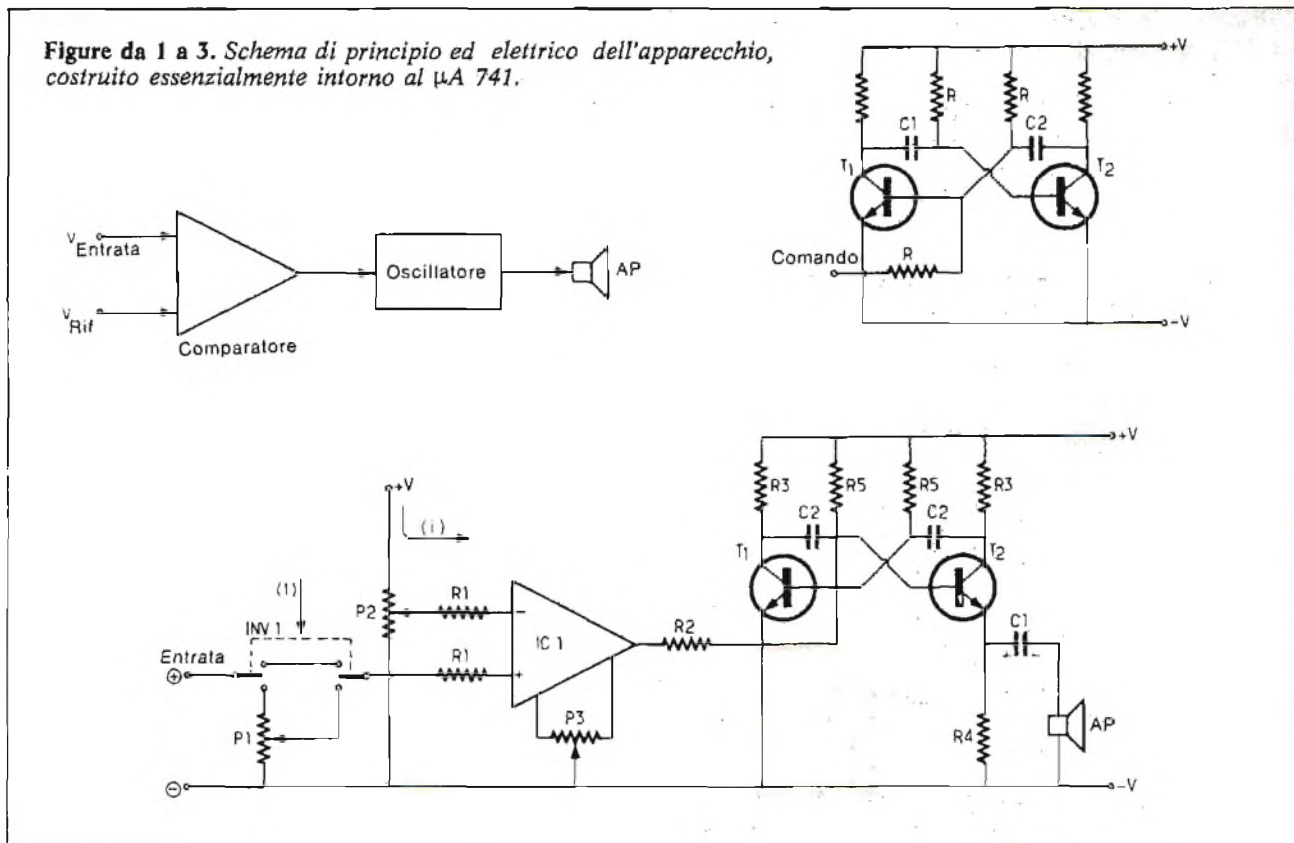 Figure da 1 a 3. Schema di principio ed elettrico dell'apparecchio,
costruito essenzialmente intorno al µA 741.
V Entrata
V Rif
Comparatore
Oscillatore
AP
+V
R
R
C1
C2
T1
T2
Comando
R
-V
+V
R3
R5
R5
R3
+V
(i)
C2
C2
T1
T2
(1)
P2
R1
INV 1
IC 1
R2
C1
Entrata
R1
+
-
+
P3
P1
R4
AP
-
-V